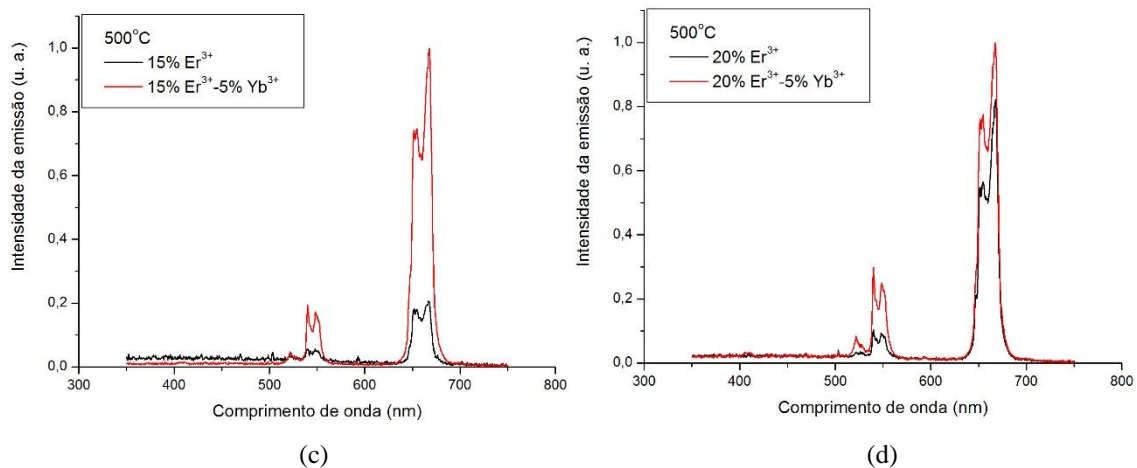 500°C
15% Er³⁺
15% Er³⁺-5% Yb³⁺
Intensidade da emissão (u. a.)
1,0
0,8
0,6
0,4
0,2
0,0
300 400 500 600 700 800
Comprimento de onda (nm)
(c)
500°C
20% Er³⁺
20% Er³⁺-5% Yb³⁺
Intensidade da emissão (u. a.)
1,0
0,8
0,6
0,4
0,2
0,0
300 400 500 600 700 800
Comprimento de onda (nm)
(d)